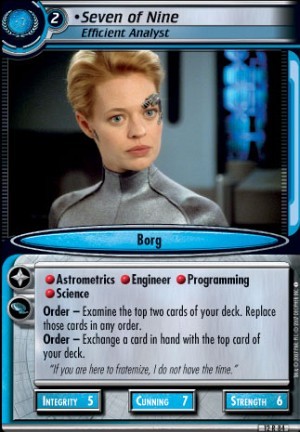 2 •Seven of Nine
Efficient Analyst
Borg
Astrometrics Engineer Programming
Science
Order – Examine the top two cards of your deck. Replace
those cards in any order.
Order – Exchange a card in hand with the top card of
your deck.
"If you are here to fraternize, I do not have the time."
INTEGRITY 5 CUNNING 7 STRENGTH 6